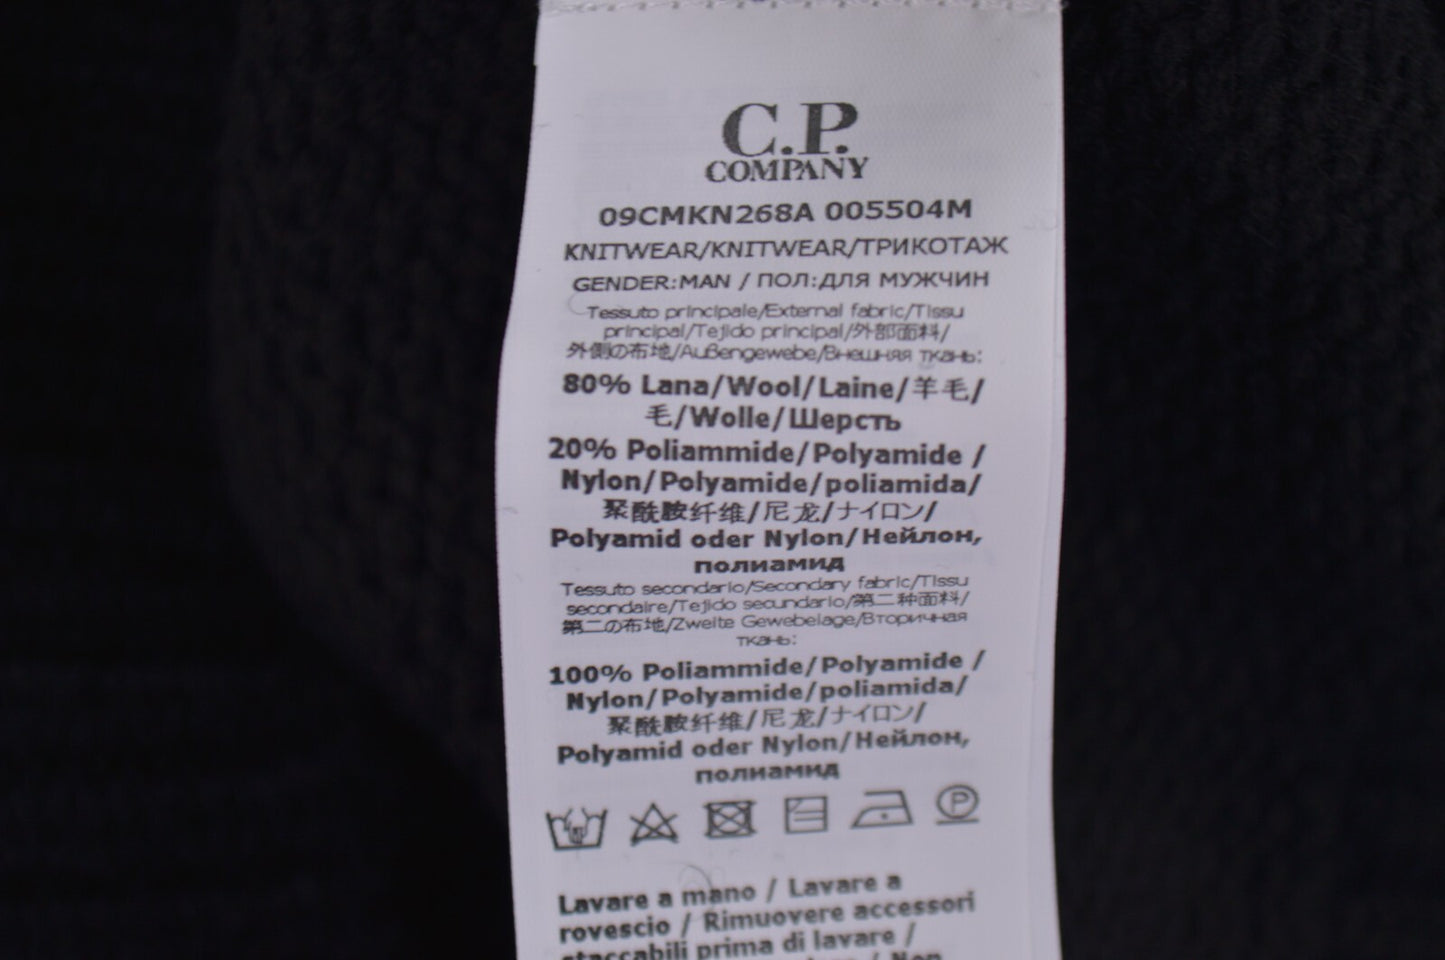 C.P.
COMPANY
09CMKN268A 005504M
KNITWEAR/KNITWEAR/ТРИКОТАЖ
GENDER:MAN / ПОЛ:ДЛЯ МУЖЧИН
Tessuto principale/External fabric/Tissu
principal/Tejido principal/外部面料/
外側の布地/Außengewebe/Внешняя ткань:
80% Lana/Wool/Laine/羊毛/
毛/Wolle/Шерсть
20% Poliammide/Polyamide /
Nylon/Polyamide/poliamida/
聚酰胺纤维/尼龙/ナイロン/
Polyamid oder Nylon/Нейлон,
полиамид
Tessuto secondario/Secondary fabric/Tissu
secondaire/Tejido secundario/第二种面料/
第二の布地/Zweite Gewebelage/Вторичная
ткань:
100% Poliammide/Polyamide /
Nylon/Polyamide/poliamida/
聚酰胺纤维/尼龙/ナイロン/
Polyamid oder Nylon/Нейлон,
полиамид
P
Lavare a mano / Lavare a
rovescio / Rimuovere accessori
staccabili prima di lavare /
/ Non